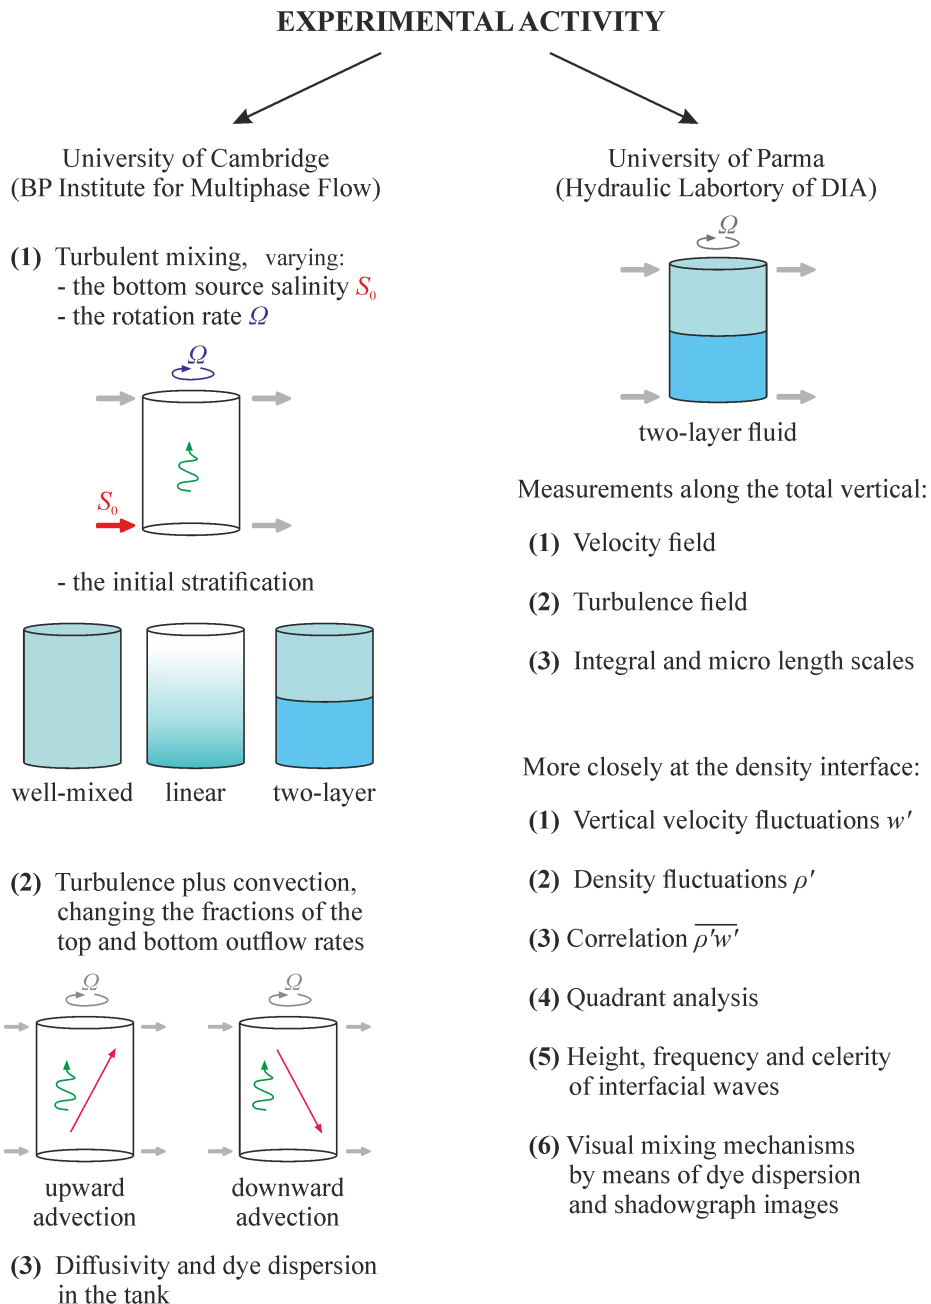 EXPERIMENTAL ACTIVITY
University of Cambridge
(BP Institute for Multiphase Flow)
(1) Turbulent mixing, varying:
- the bottom source salinity S₀
- the rotation rate Ω
Ω
S₀
- the initial stratification
well-mixed
linear
two-layer
(2) Turbulence plus convection,
changing the fractions of the
top and bottom outflow rates
Ω
Ω
upward
advection
downward
advection
(3) Diffusivity and dye dispersion
in the tank
University of Parma
(Hydraulic Labortory of DIA)
Ω
two-layer fluid
Measurements along the total vertical:
(1) Velocity field
(2) Turbulence field
(3) Integral and micro length scales
More closely at the density interface:
(1) Vertical velocity fluctuations w′
(2) Density fluctuations ρ′
(3) Correlation \overline{ρ′w′}
(4) Quadrant analysis
(5) Height, frequency and celerity
of interfacial waves
(6) Visual mixing mechanisms
by means of dye dispersion
and shadowgraph images